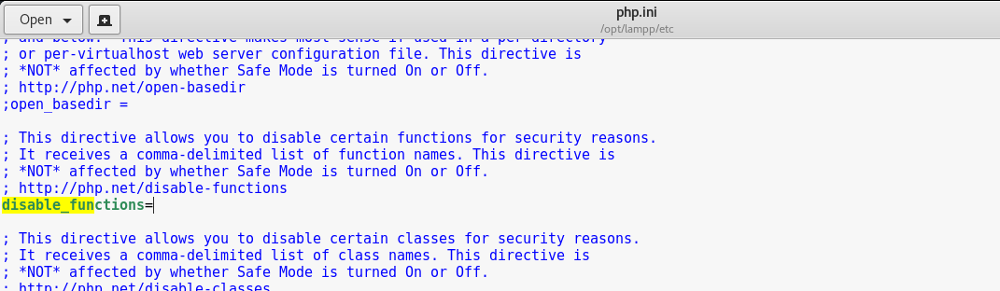 Open
php.ini
/opt/lampp/etc
; and below. This directive makes most sense if used in a per-directory
; or per-virtualhost web server configuration file. This directive is
; *NOT* affected by whether Safe Mode is turned On or Off.
; http://php.net/open-basedir
;open_basedir =
; This directive allows you to disable certain functions for security reasons.
; It receives a comma-delimited list of function names. This directive is
; *NOT* affected by whether Safe Mode is turned On or Off.
; http://php.net/disable-functions
disable_functions=
; This directive allows you to disable certain classes for security reasons.
; It receives a comma-delimited list of class names. This directive is
; *NOT* affected by whether Safe Mode is turned On or Off.
; http://php.net/disable-classes